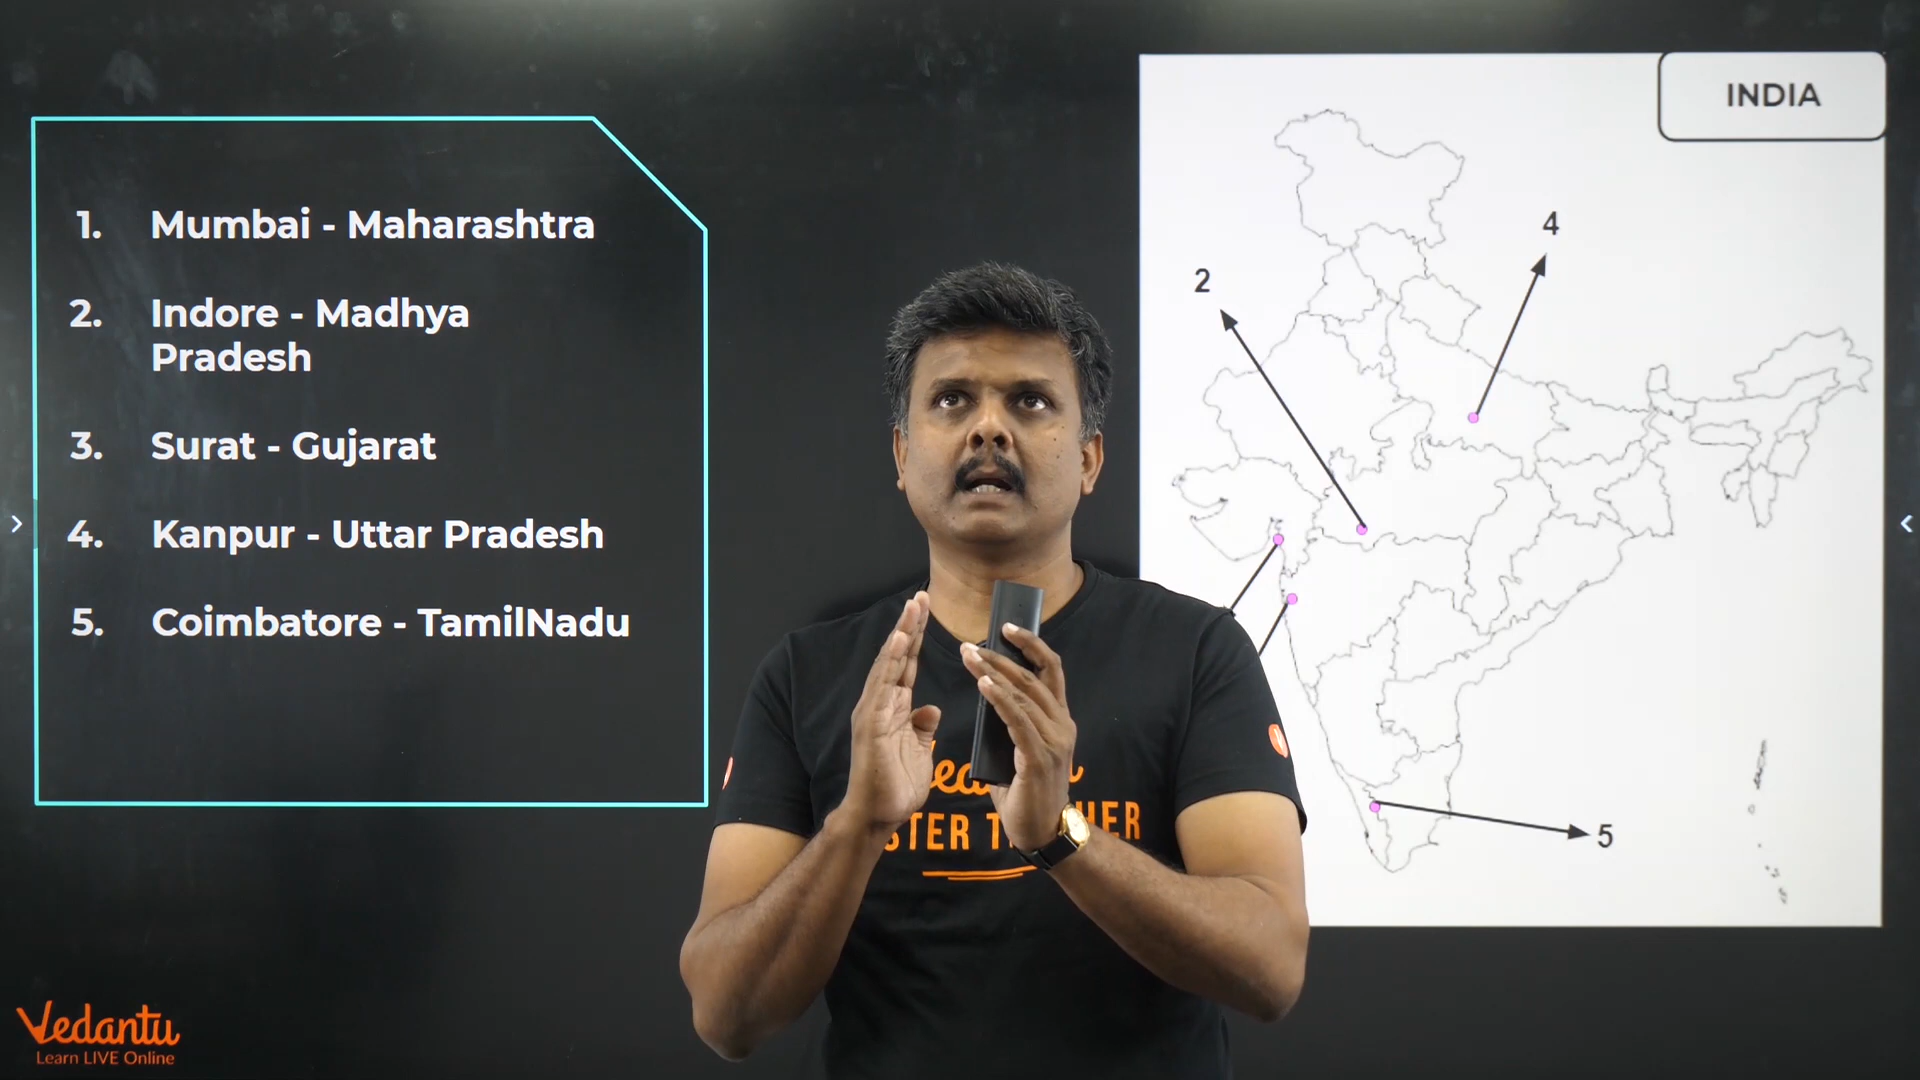 1. Mumbai - Maharashtra
2. Indore - Madhya
Pradesh
3. Surat - Gujarat
4. Kanpur - Uttar Pradesh
5. Coimbatore - TamilNadu
INDIA
4
2
5
Vedantu
Learn LIVE Online